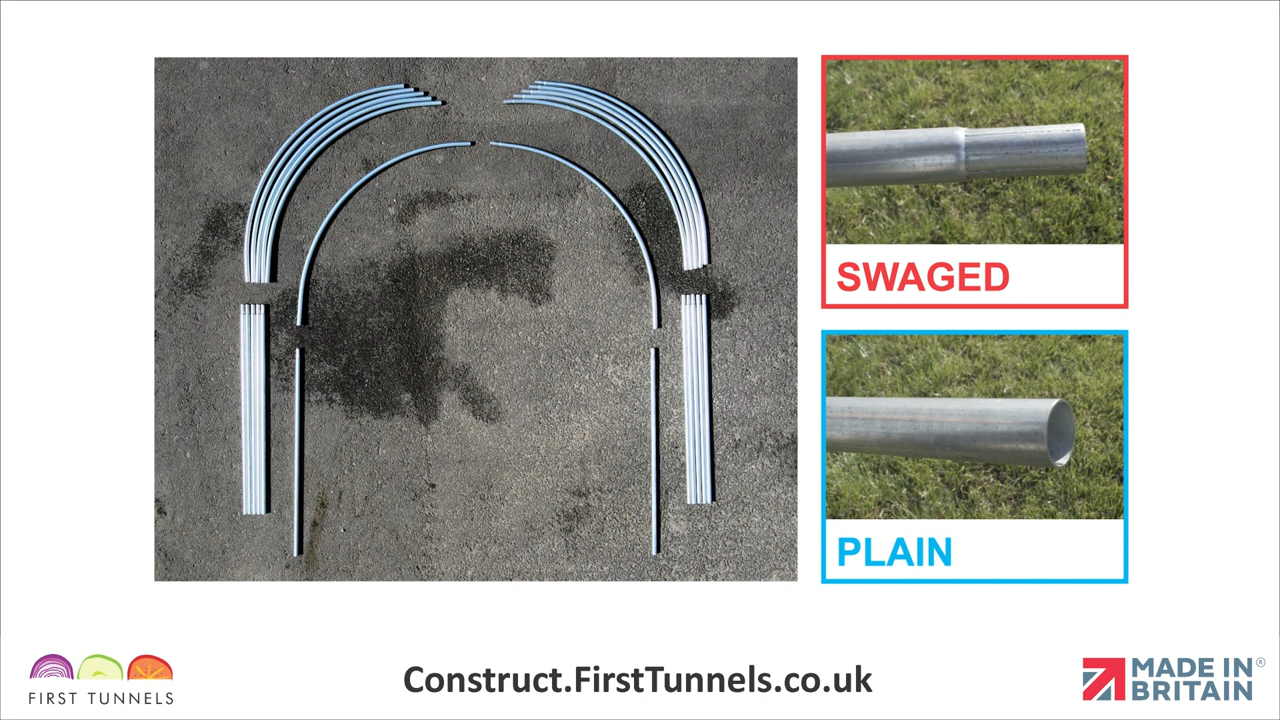 SWAGED
PLAIN
FIRST TUNNELS
Construct.FirstTunnels.co.uk
MADE IN®
BRITAIN